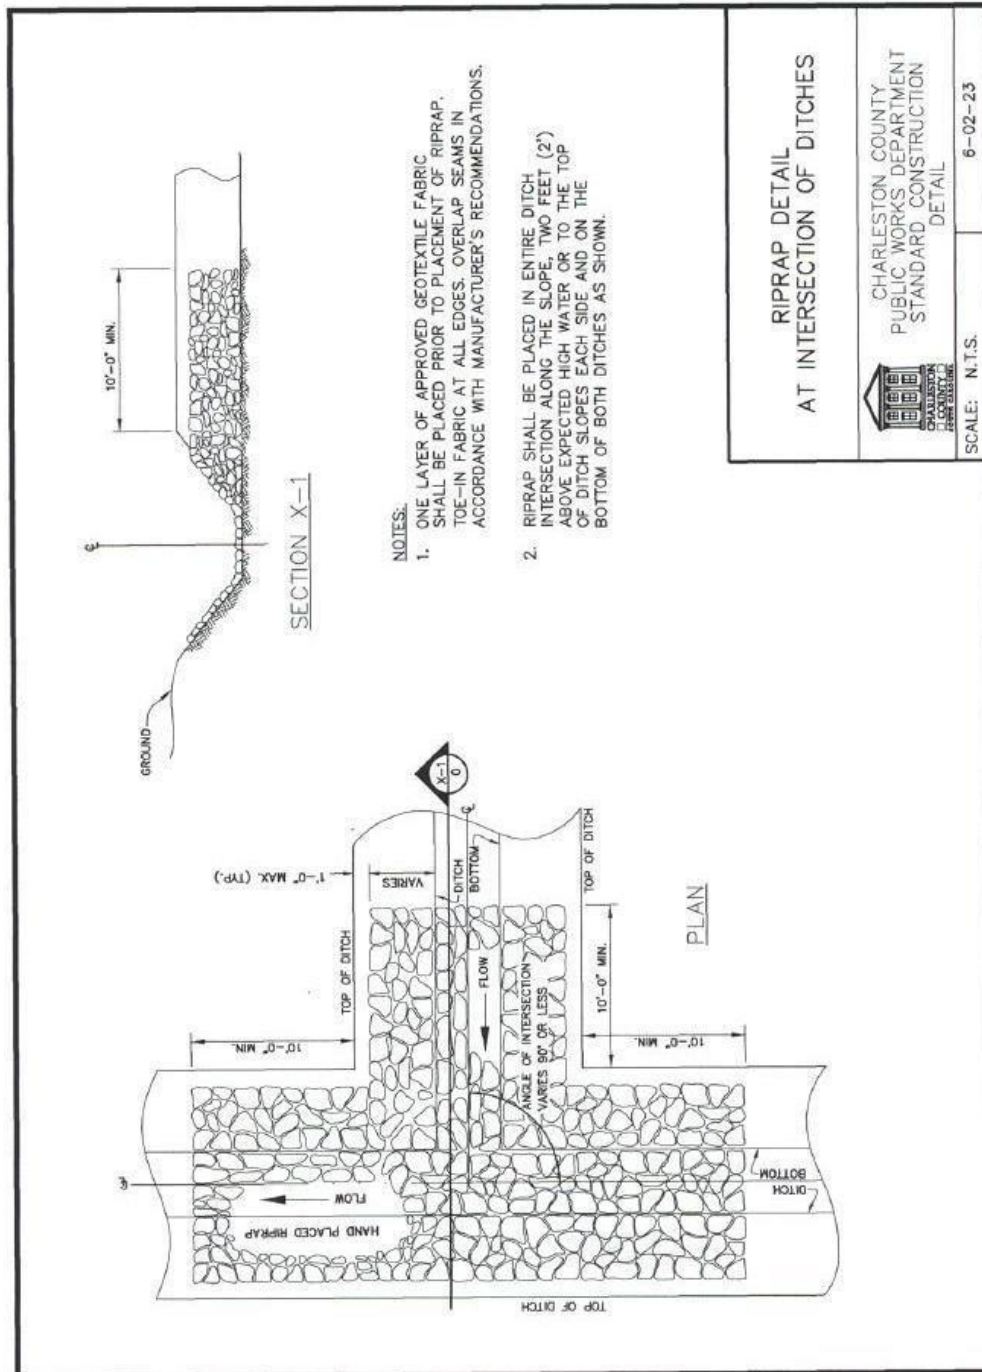 10'-0" MIN.
℄
GROUND
SECTION X-1
NOTES:
1. ONE LAYER OF APPROVED GEOTEXTILE FABRIC
SHALL BE PLACED PRIOR TO PLACEMENT OF RIPRAP.
TOE-IN FABRIC AT ALL EDGES. OVERLAP SEAMS IN
ACCORDANCE WITH MANUFACTURER'S RECOMMENDATIONS.
2. RIPRAP SHALL BE PLACED IN ENTIRE DITCH
INTERSECTION ALONG THE SLOPE, TWO FEET (2')
ABOVE EXPECTED HIGH WATER OR TO THE TOP
OF DITCH SLOPES EACH SIDE AND ON THE
BOTTOM OF BOTH DITCHES AS SHOWN.
10'-0" MIN.
TOP OF DITCH
1'-0" MAX. (TYP.)
VARIES
DITCH
BOTTOM
X-1
0
℄
℄
FLOW
HAND PLACED RIPRAP
FLOW
ANGLE OF INTERSECTION
VARIES 90° OR LESS
10'-0" MIN.
10'-0" MIN.
TOP OF DITCH
DITCH
BOTTOM
TOP OF DITCH
PLAN
RIPRAP DETAIL
AT INTERSECTION OF DITCHES
CHARLESTON
COUNTY
SOUTH CAROLINA
CHARLESTON COUNTY
PUBLIC WORKS DEPARTMENT
STANDARD CONSTRUCTION
DETAIL
SCALE: N.T.S.
6-02-23